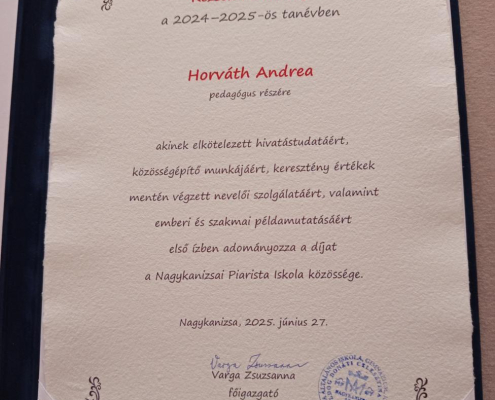 a 2024-2025-ös tanévben
Horváth Andrea
pedagógus részére
akinek elkötelezett hivatástudatáért,
közösségépítő munkájáért, keresztény értékek
mentén végzett nevelői szolgálatáért, valamint
emberi és szakmai példamutatásáért
első ízben adományozza a díjat
a Nagykanizsai Piarista Iskola közössége.
Nagykanizsa, 2025. június 27.
Varga Zsuzsanna
Varga Zsuzsanna
főigazgató